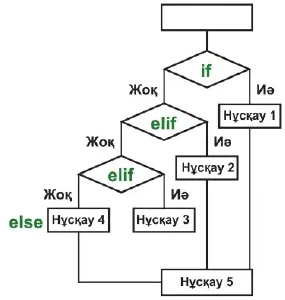 if
Жоқ
Иә
elif
Нұсқау 1
Жоқ
Иә
elif
Нұсқау 2
Жоқ
Иә
else
Нұсқау 4
Нұсқау 3
Нұсқау 5